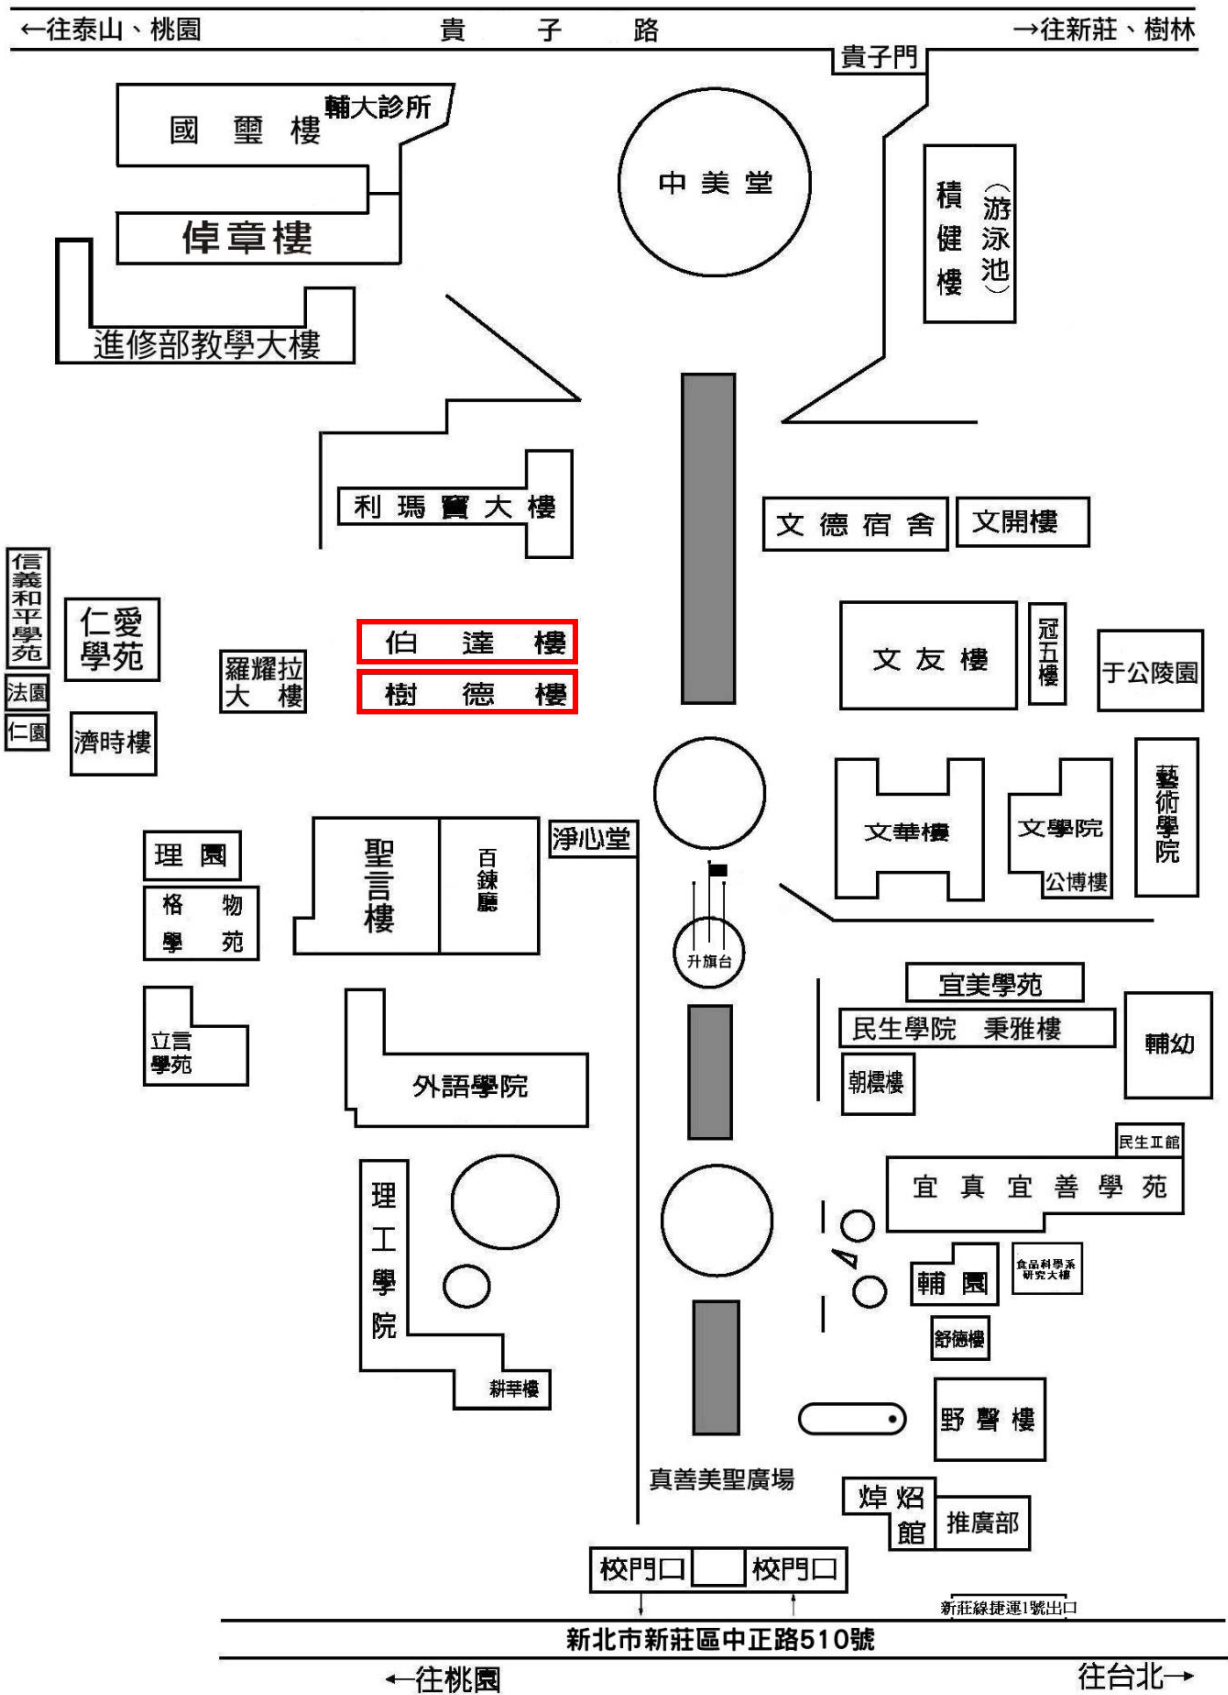 ←往泰山、桃園
貴子路
→往新莊、樹林
貴子門
輔大診所
國璽樓
中美堂
積健樓
（游泳池）
倬章樓
進修部教學大樓
利瑪竇大樓
文德宿舍
文開樓
信義和平學苑
仁愛
學苑
伯達樓
文友樓
冠五樓
于公陵園
羅耀拉
大樓
法園
樹德樓
仁園
濟時樓
藝術學院
文華樓
文學院
公博樓
淨心堂
理園
聖言樓
百鍊廳
格物
學苑
升旗台
宜美學苑
民生學院 秉雅樓
輔幼
立言
學苑
外語學院
朝橒樓
民生工館
理工學院
宜真宜善學苑
輔園
食品科學系
研究大樓
舒德樓
耕莘樓
野聲樓
真善美聖廣場
焯炤
館
推廣部
校門口
校門口
新莊線捷運1號出口
新北市新莊區中正路510號
←往桃園
往台北→